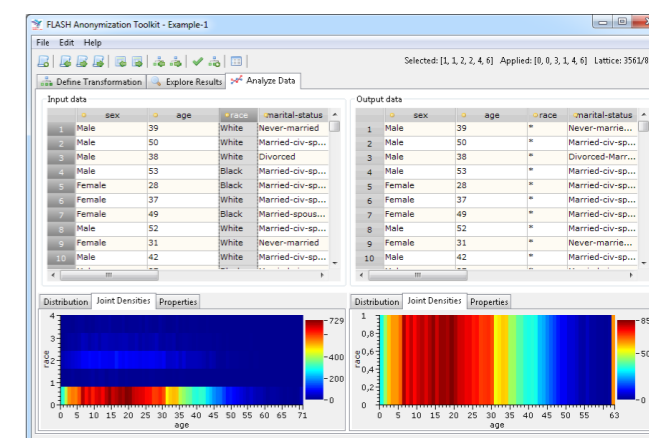 FLASH Anonymization Toolkit - Example-1
File Edit Help
Selected: [1, 1, 2, 2, 4, 6] Applied: [0, 0, 3, 1, 4, 6] Lattice: 3561/8
Define Transformation Explore Results Analyze Data
Input data
sex age race marital-status
1 Male 39 White Never-married
2 Male 50 White Married-civ-sp...
3 Male 38 White Divorced
4 Male 53 Black Married-civ-sp...
5 Female 28 Black Married-civ-sp...
6 Female 37 White Married-civ-sp...
7 Female 49 Black Married-spous...
8 Male 52 White Married-civ-sp...
9 Female 31 White Never-married
10 Male 42 White Married-civ-sp...
Output data
sex age race marital-status
1 Male 39 * Never-marrie...
2 Male 50 * Married-civ-sp...
3 Male 38 * Divorced-Marr...
4 Male 53 * Married-civ-sp...
5 Female 28 * Married-civ-sp...
6 Female 37 * Married-civ-sp...
7 Female 49 * Married-civ-sp...
8 Male 52 * Married-civ-sp...
9 Female 31 * Never-marrie...
10 Male 42 * Married-civ-sp...
Distribution Joint Densities Properties
4
3
2
1
0
race
0 5 10 15 20 25 30 35 40 45 50 55 60 65 71
age
729
400
200
0
Distribution Joint Densities Properties
1
0,8
0,6
0,4
0,2
0
race
0 5 10 15 20 25 30 35 40 45 50 55 63
age
85
50
0